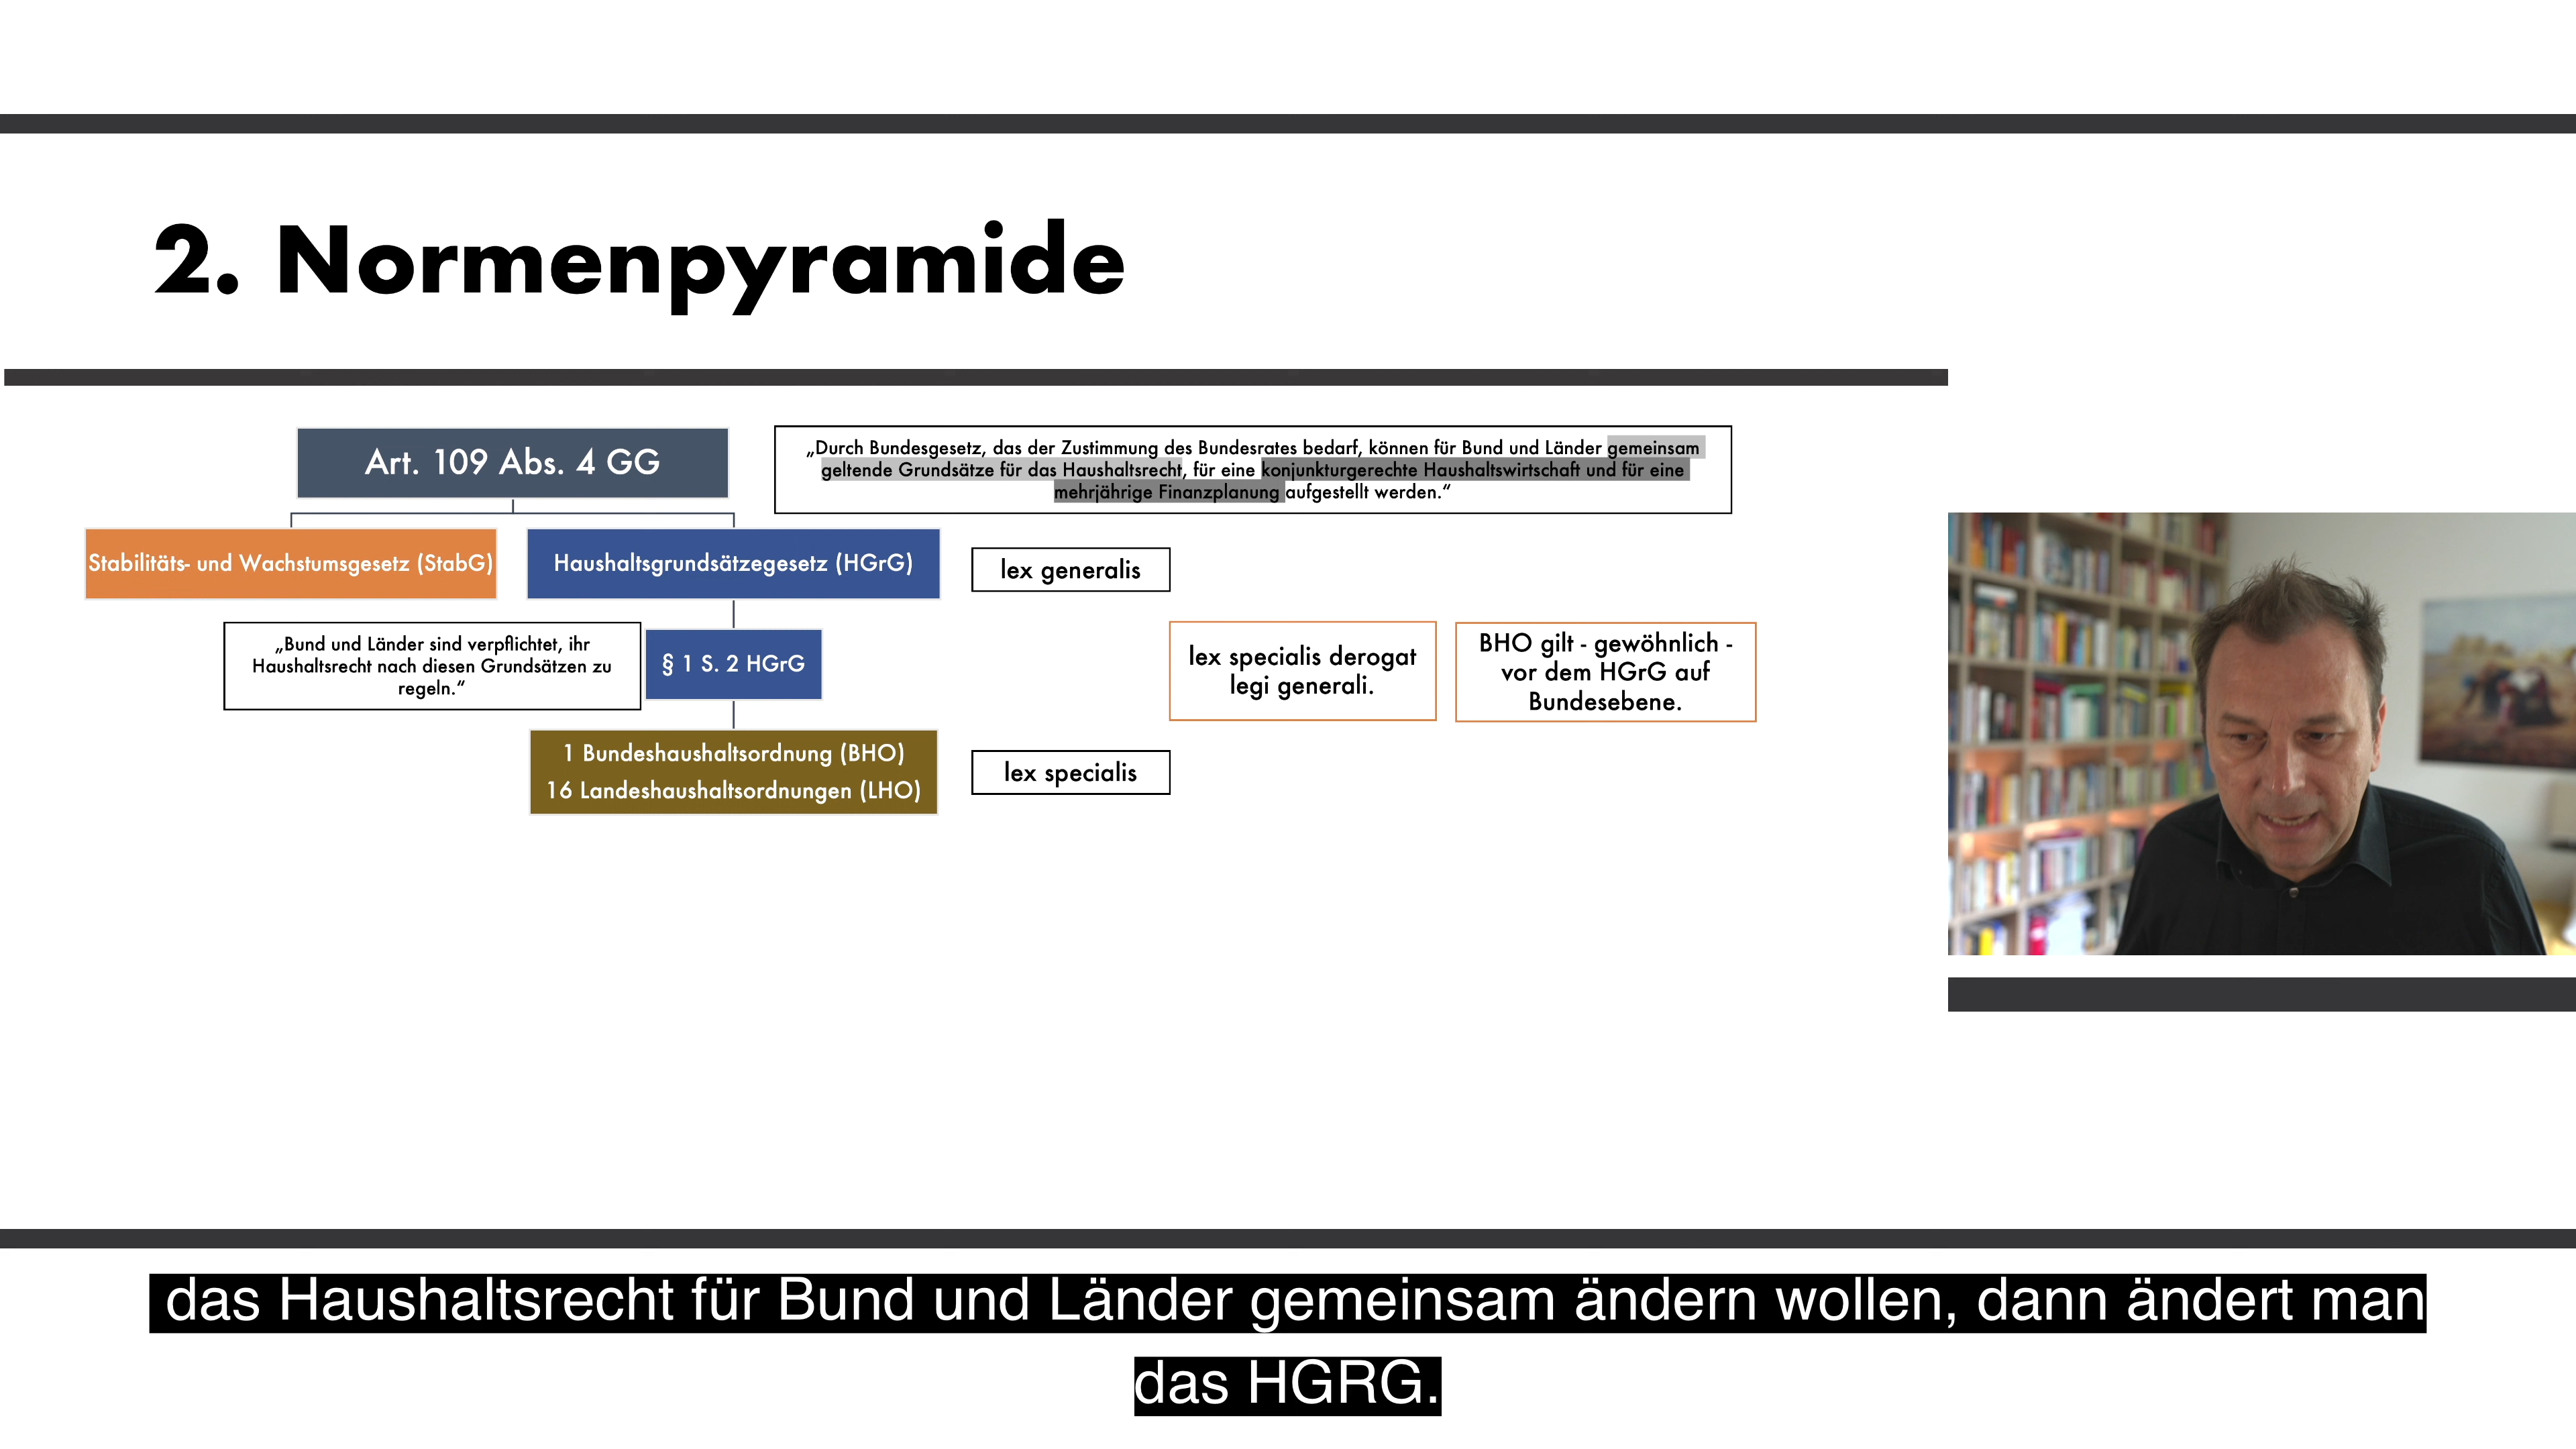 2. Normenpyramide
Art. 109 Abs. 4 GG
„Durch Bundesgesetz, das der Zustimmung des Bundesrates bedarf, können für Bund und Länder gemeinsam
geltende Grundsätze für das Haushaltsrecht, für eine konjunkturgerechte Haushaltswirtschaft und für eine
mehrjährige Finanzplanung aufgestellt werden.“
Stabilitäts- und Wachstumsgesetz (StabG)
Haushaltsgrundsätzegesetz (HGrG)
lex generalis
„Bund und Länder sind verpflichtet, ihr
Haushaltsrecht nach diesen Grundsätzen zu
regeln.“
§ 1 S. 2 HGrG
lex specialis derogat
legi generali.
BHO gilt - gewöhnlich -
vor dem HGrG auf
Bundesebene.
1 Bundeshaushaltsordnung (BHO)
16 Landeshaushaltsordnungen (LHO)
lex specialis
das Haushaltsrecht für Bund und Länder gemeinsam ändern wollen, dann ändert man
das HGRG.